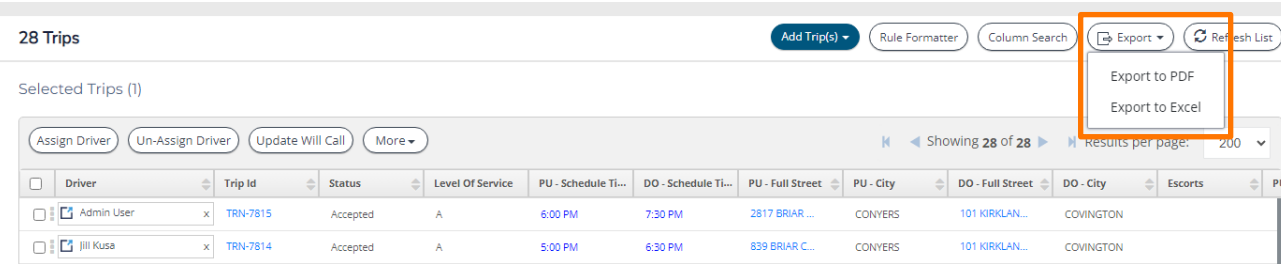 28 Trips
Add Trip(s)
Rule Formatter
Column Search
Export
Refresh List
Export to PDF
Export to Excel
Selected Trips (1)
Assign Driver
Un-Assign Driver
Update Will Call
More
Showing 28 of 28
Results per page:
200
Driver Trip Id Status Level Of Service PU - Schedule Ti... DO - Schedule Ti... PU - Full Street PU - City DO - Full Street DO - City Escorts
Admin User x TRN-7815 Accepted A 6:00 PM 7:30 PM 2817 BRIAR ... CONYERS 101 KIRKLAN... COVINGTON
Jill Kusa x TRN-7814 Accepted A 5:00 PM 6:30 PM 839 BRIAR C... CONYERS 101 KIRKLAN... COVINGTON